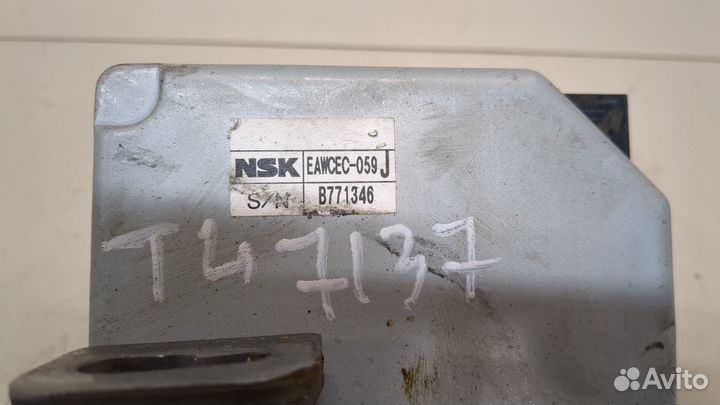 NSK EAWCEC-059 J
S/N B771346
T47137
Avito